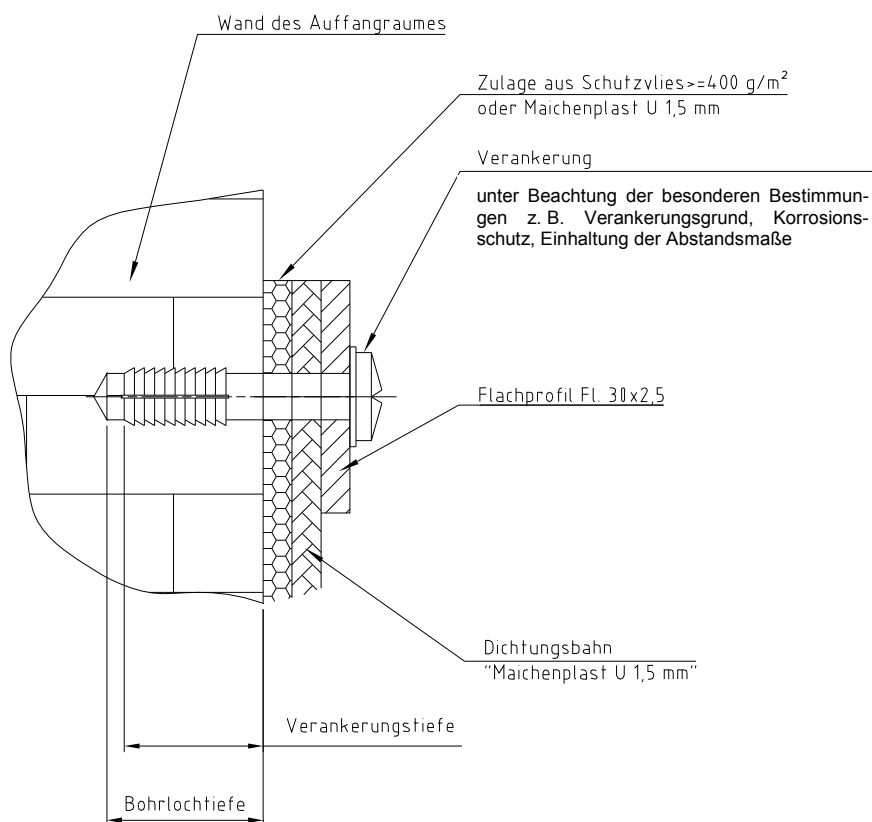 Wand des Auffangraumes
Zulage aus Schutzvlies>=400 g/m²
oder Maichenplast U 1,5 mm
Verankerung
unter Beachtung der besonderen Bestimmun-
gen z. B. Verankerungsgrund, Korrosions-
schutz, Einhaltung der Abstandsmaße
Flachprofil Fl. 30x2,5
Dichtungsbahn
"Maichenplast U 1,5 mm"
Verankerungstiefe
Bohrlochtiefe